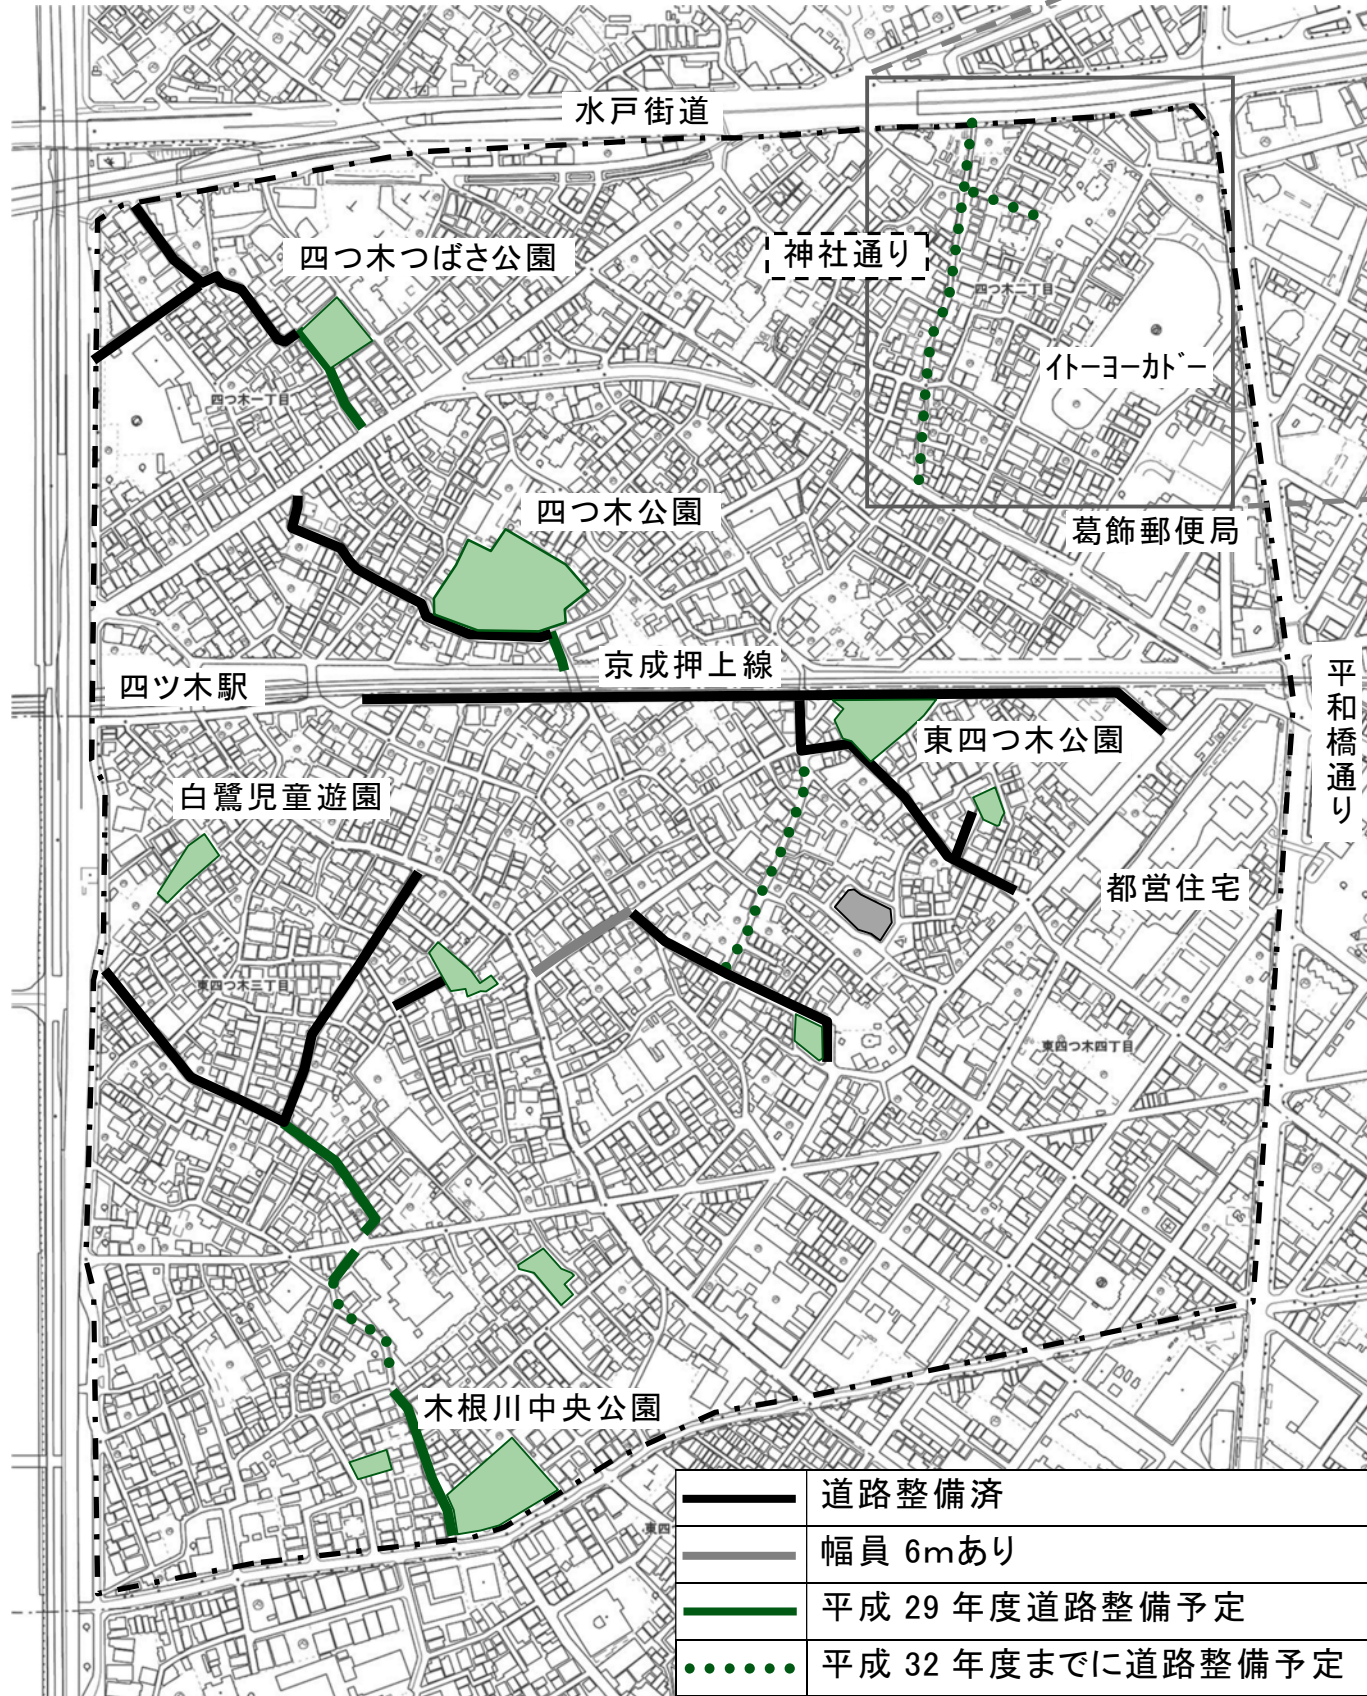 水戸街道
四つ木つばさ公園
神社通り
四つ木二丁目
イトーヨーカドー
四つ木一丁目
四つ木公園
葛飾郵便局
京成押上線
四ツ木駅
平和橋通り
東四つ木公園
白鷺児童遊園
都営住宅
東四つ木三丁目
東四つ木四丁目
木根川中央公園
東四
道路整備済
幅員 6mあり
平成 29 年度道路整備予定
平成 32 年度までに道路整備予定